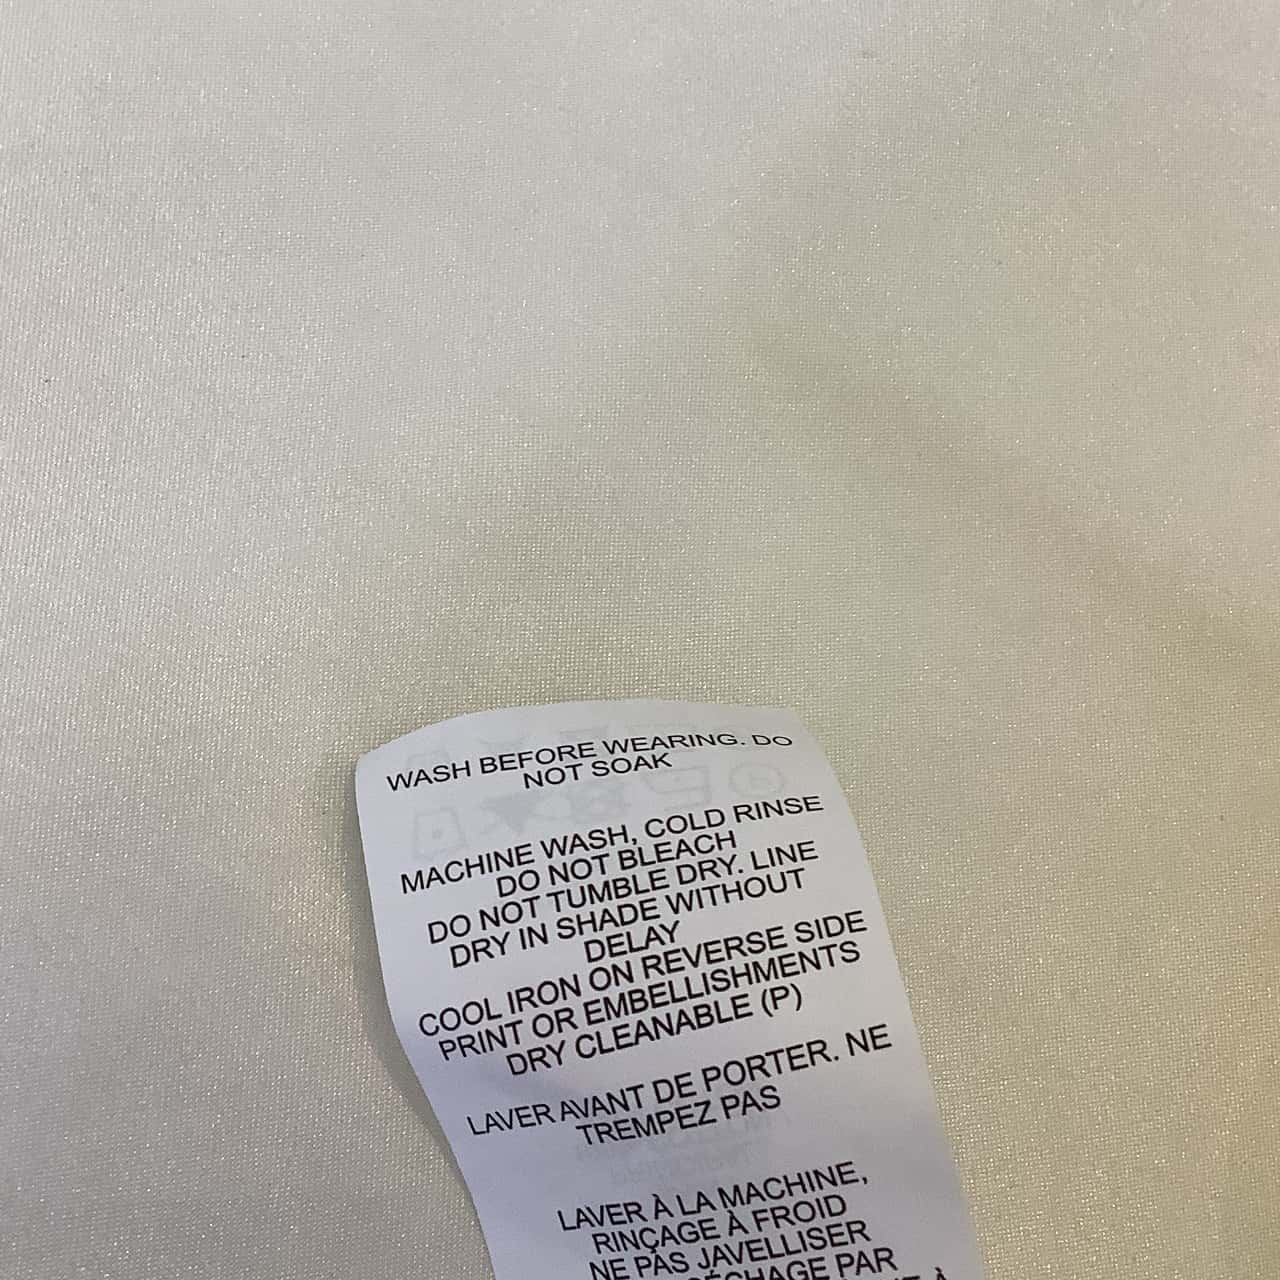 WASH BEFORE WEARING. DO
NOT SOAK
MACHINE WASH, COLD RINSE
DO NOT BLEACH
DO NOT TUMBLE DRY. LINE
DRY IN SHADE WITHOUT
DELAY
COOL IRON ON REVERSE SIDE
PRINT OR EMBELLISHMENTS
DRY CLEANABLE (P)
LAVER AVANT DE PORTER. NE
TREMPEZ PAS
LAVER À LA MACHINE,
RINÇAGE À FROID
NE PAS JAVELLISER
PAR
À